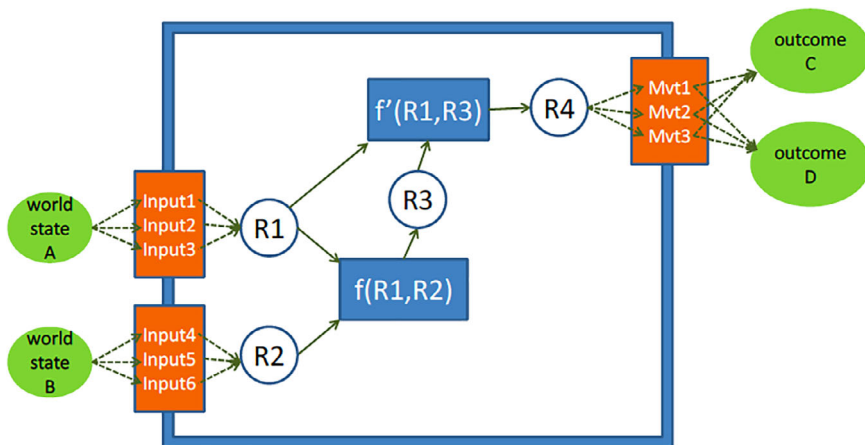 outcome
C
f'(R1,R3)
R4
Mvt1
Mvt2
Mvt3
outcome
D
world
state
A
Input1
Input2
Input3
R1
R3
f(R1,R2)
world
state
B
Input4
Input5
Input6
R2